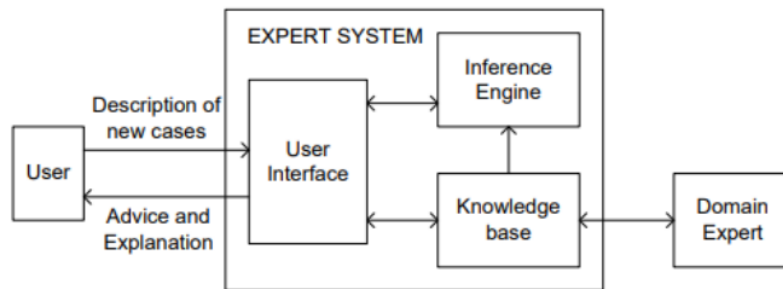 EXPERT SYSTEM
Inference
Engine
Description of
new cases
User
User
Interface
Advice and
Explanation
Knowledge
base
Domain
Expert